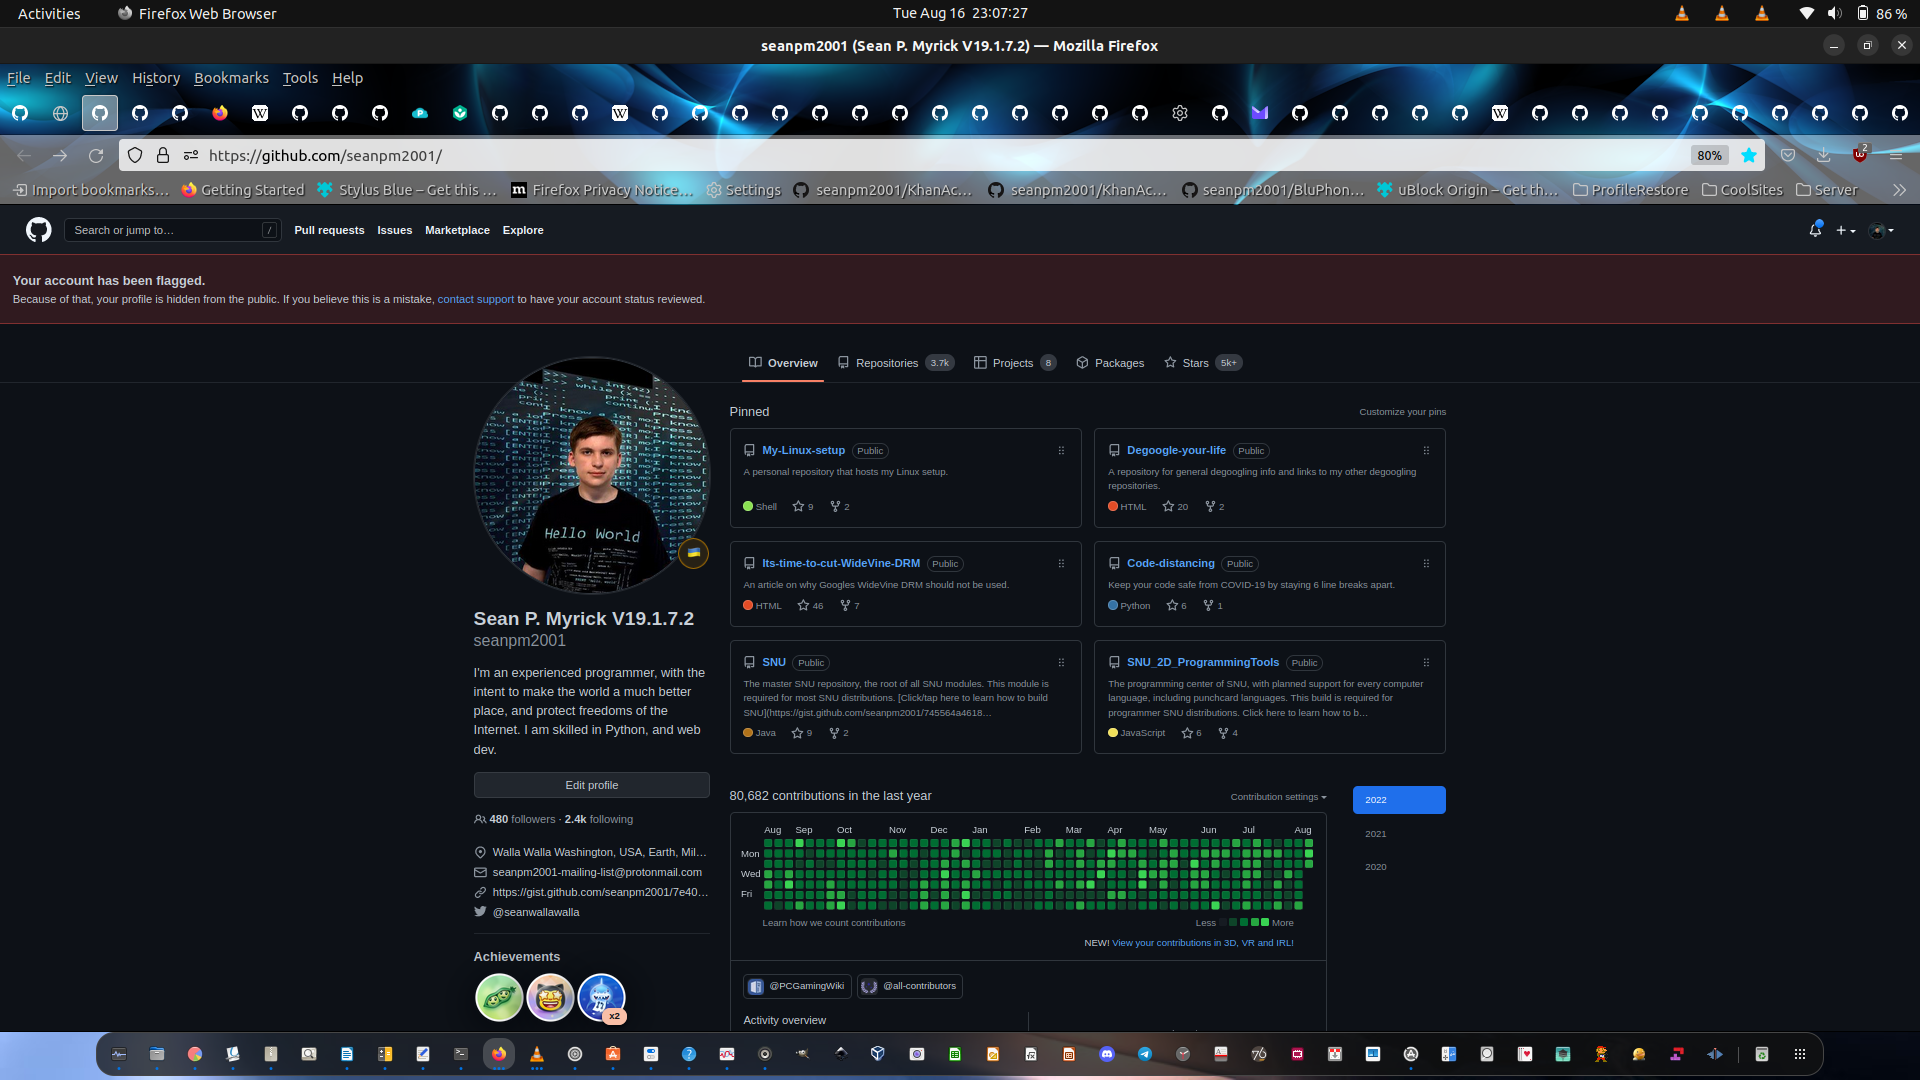 Activities
Firefox Web Browser
Tue Aug 16 23:07:27
86 %
seanpm2001 (Sean P. Myrick V19.1.7.2) — Mozilla Firefox
File Edit View History Bookmarks Tools Help
https://github.com/seanpm2001/
80%
2
Import bookmarks…
Getting Started
Stylus Blue – Get this …
Firefox Privacy Notice…
Settings
seanpm2001/KhanAc…
seanpm2001/KhanAc…
seanpm2001/BluPhon…
uBlock Origin – Get th…
ProfileRestore
CoolSites
Server
Search or jump to…
/
Pull requests
Issues
Marketplace
Explore
Your account has been flagged.
Because of that, your profile is hidden from the public. If you believe this is a mistake, contact support to have your account status reviewed.
Overview
Repositories 3.7k
Projects 8
Packages
Stars 5k+
Hello World
Sean P. Myrick V19.1.7.2
seanpm2001
I'm an experienced programmer, with the
intent to make the world a much better
place, and protect freedoms of the
Internet. I am skilled in Python, and web
dev.
Edit profile
480 followers · 2.4k following
Walla Walla Washington, USA, Earth, Mil…
seanpm2001-mailing-list@protonmail.com
https://gist.github.com/seanpm2001/7e40…
@seanwallawalla
Achievements
x2
Pinned
Customize your pins
My-Linux-setup Public
A personal repository that hosts my Linux setup.
Shell 9 2
Degoogle-your-life Public
A repository for general degoogling info and links to my other degoogling
repositories.
HTML 20 2
Its-time-to-cut-WideVine-DRM Public
An article on why Googles WideVine DRM should not be used.
HTML 46 7
Code-distancing Public
Keep your code safe from COVID-19 by staying 6 line breaks apart.
Python 6 1
SNU Public
The master SNU repository, the root of all SNU modules. This module is
required for most SNU distributions. [Click/tap here to learn how to build
SNU](https://gist.github.com/seanpm2001/745564a4618…
Java 9 2
SNU_2D_ProgrammingTools Public
The programming center of SNU, with planned support for every computer
language, including punchcard languages. This build is required for
programmer SNU distributions. Click here to learn how to b…
JavaScript 6 4
80,682 contributions in the last year
Contribution settings
2022
2021
2020
Aug Sep Oct Nov Dec Jan Feb Mar Apr May Jun Jul Aug
Mon
Wed
Fri
Learn how we count contributions
Less More
NEW! View your contributions in 3D, VR and IRL!
@PCGamingWiki
@all-contributors
Activity overview